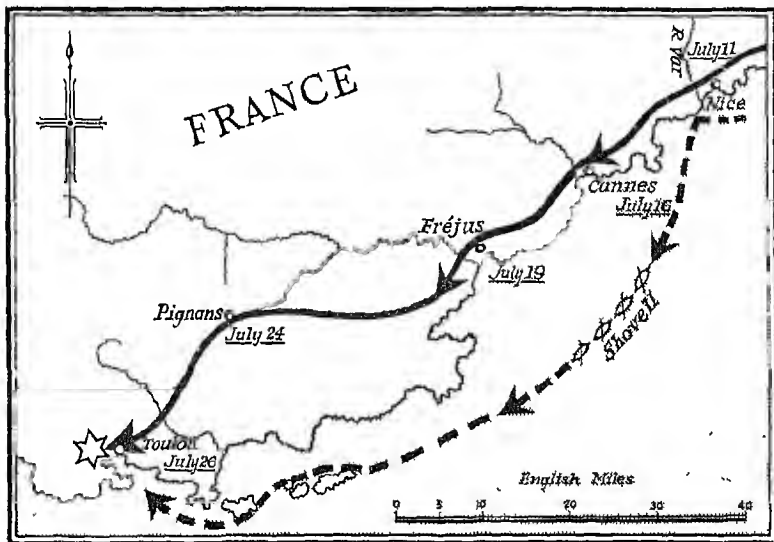 FRANCE
R Var
July 11
Nice
Cannes
July 16
Fréjus
July 19
Shovell
Pignans
July 24
Toulon
July 26
English Miles
0 10 20 30 40